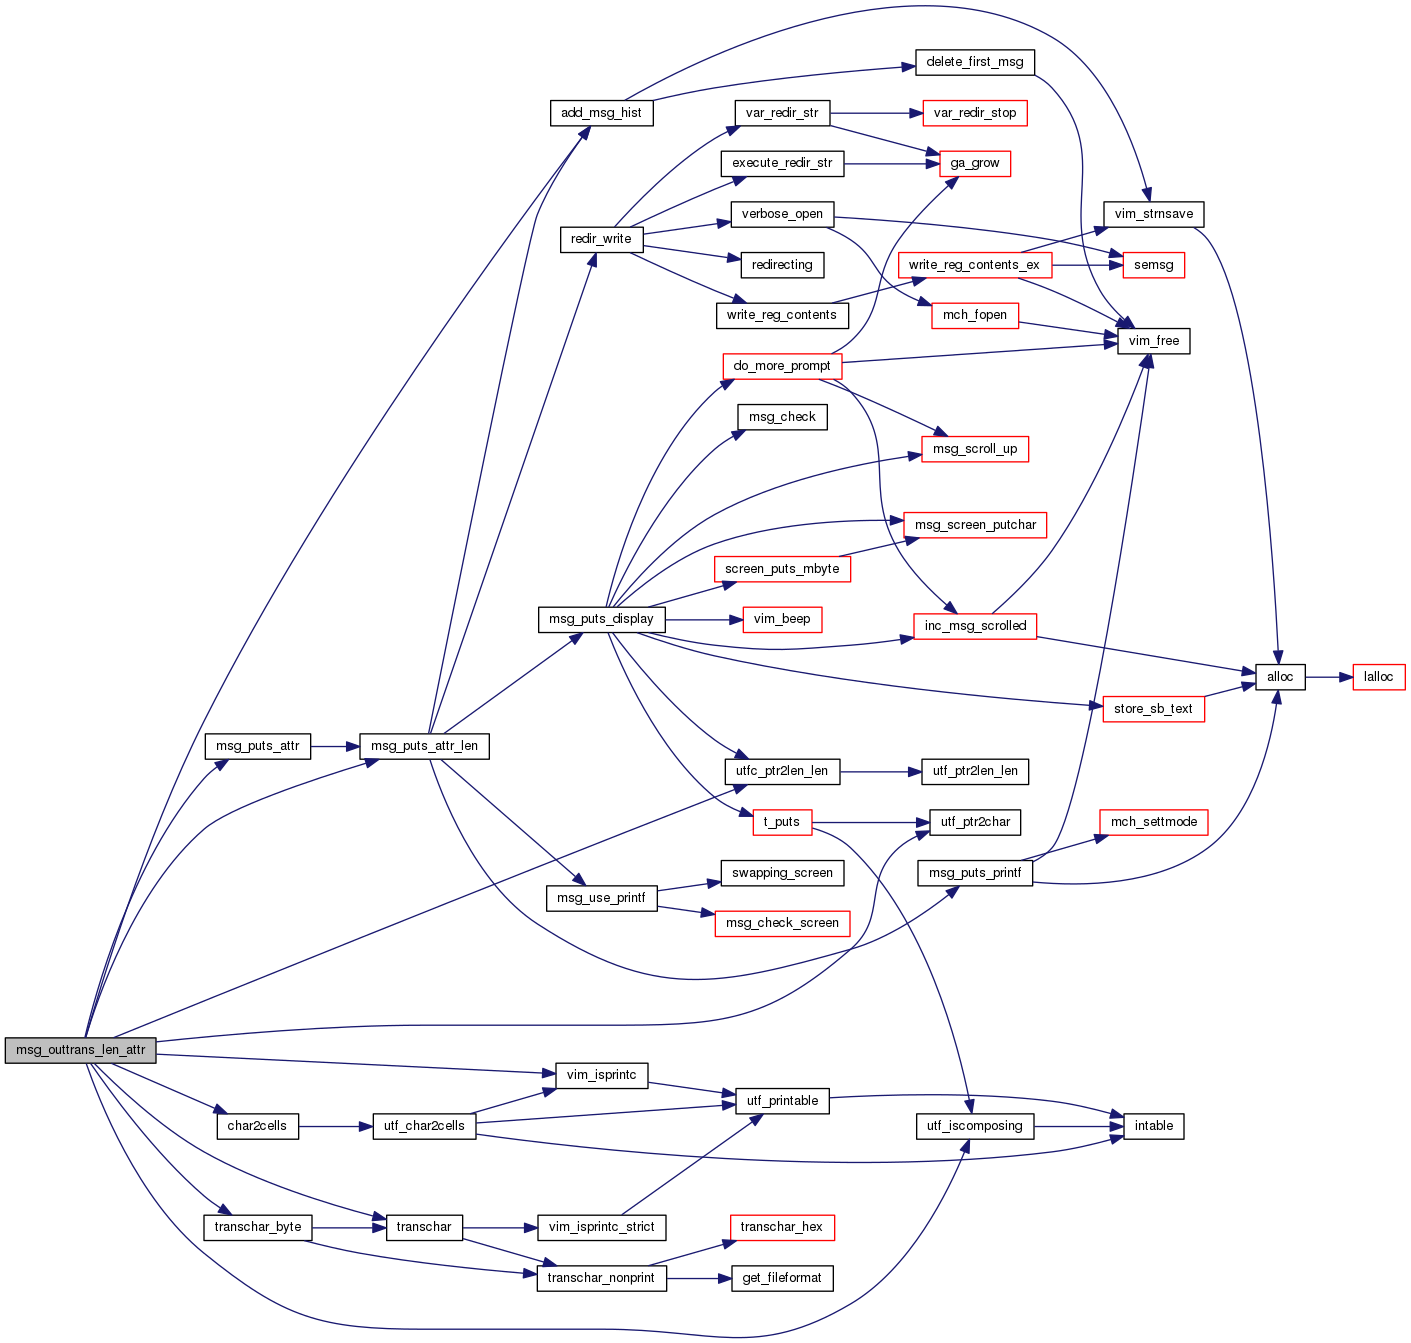 delete_first_msg
add_msg_hist
var_redir_str
var_redir_stop
execute_redir_str
ga_grow
verbose_open
vim_strnsave
redir_write
redirecting
write_reg_contents_ex
semsg
write_reg_contents
mch_fopen
vim_free
do_more_prompt
msg_check
msg_scroll_up
msg_screen_putchar
screen_puts_mbyte
msg_puts_display
vim_beep
inc_msg_scrolled
alloc
lalloc
store_sb_text
msg_puts_attr
msg_puts_attr_len
utfc_ptr2len_len
utf_ptr2len_len
t_puts
utf_ptr2char
mch_settmode
swapping_screen
msg_puts_printf
msg_use_printf
msg_check_screen
msg_outtrans_len_attr
vim_isprintc
utf_printable
char2cells
utf_char2cells
utf_iscomposing
intable
transchar_byte
transchar
vim_isprintc_strict
transchar_hex
transchar_nonprint
get_fileformat